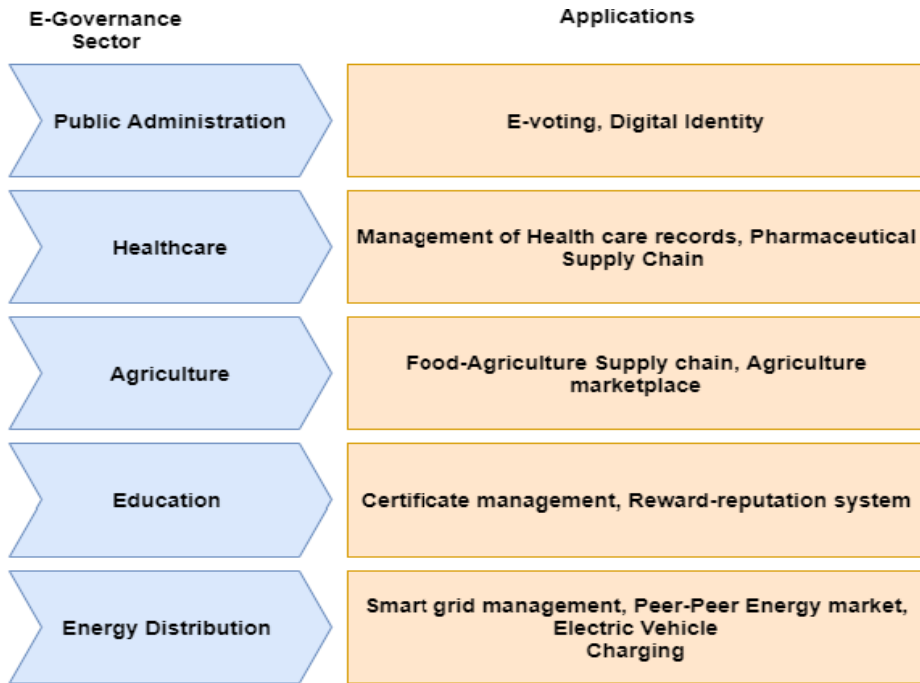 E-Governance
Sector
Applications
Public Administration
E-voting, Digital Identity
Healthcare
Management of Health care records, Pharmaceutical
Supply Chain
Agriculture
Food-Agriculture Supply chain, Agriculture
marketplace
Education
Certificate management, Reward-reputation system
Energy Distribution
Smart grid management, Peer-Peer Energy market,
Electric Vehicle
Charging